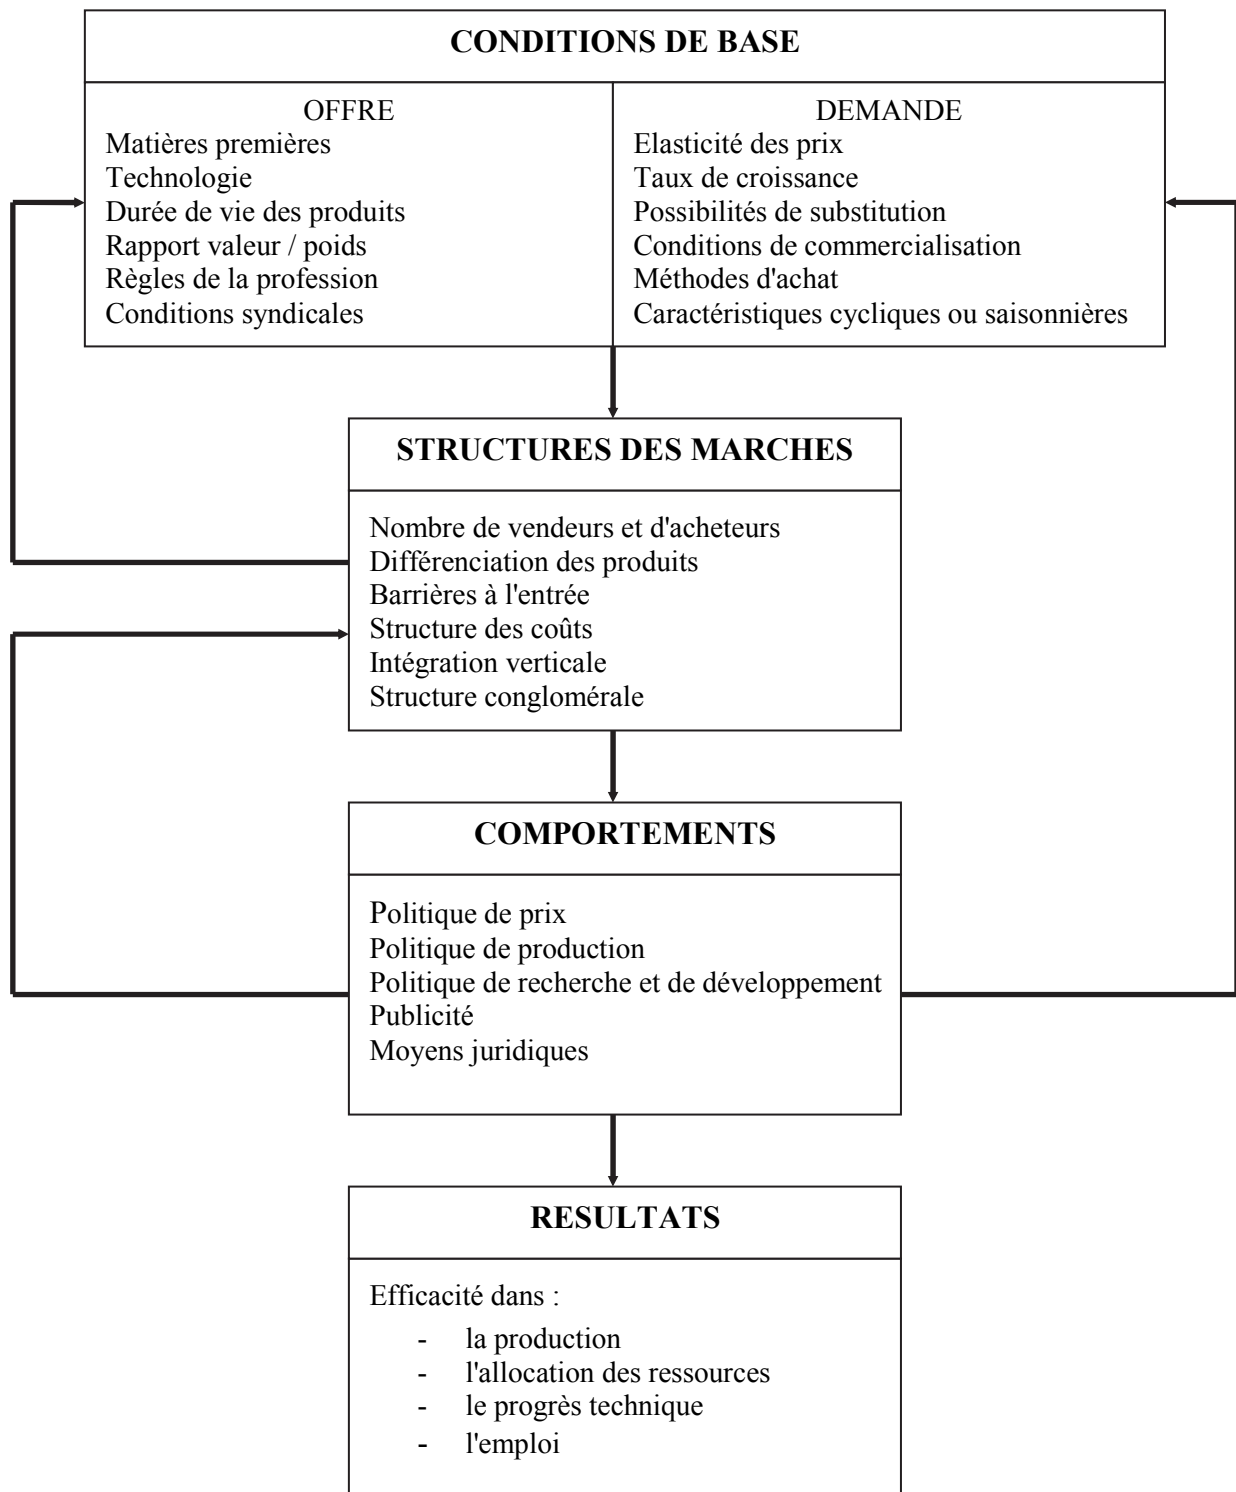 CONDITIONS DE BASE
OFFRE
Matières premières
Technologie
Durée de vie des produits
Rapport valeur / poids
Règles de la profession
Conditions syndicales
DEMANDE
Elasticité des prix
Taux de croissance
Possibilités de substitution
Conditions de commercialisation
Méthodes d'achat
Caractéristiques cycliques ou saisonnières
STRUCTURES DES MARCHES
Nombre de vendeurs et d'acheteurs
Différenciation des produits
Barrières à l'entrée
Structure des coûts
Intégration verticale
Structure conglomérale
COMPORTEMENTS
Politique de prix
Politique de production
Politique de recherche et de développement
Publicité
Moyens juridiques
RESULTATS
Efficacité dans :
- la production
- l'allocation des ressources
- le progrès technique
- l'emploi